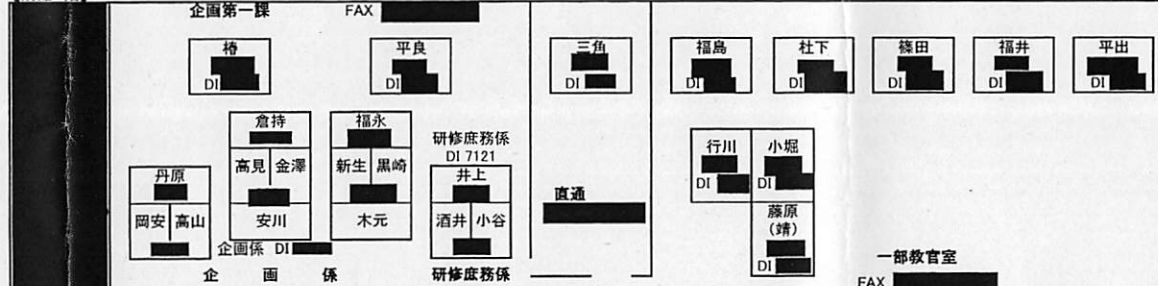 企画第一課 FAX
椿 平良 三角 福島 杜下 篠田 福井 平出
DI DI DI DI DI DI DI DI
倉持 福永 研修庶務係 行川 小堀
DI 7121
高見 金澤 新生 黒崎 DI DI
丹原 井上 直通
岡安 高山 安川 木元 酒井 小谷 藤原
(靖)
企画係 DI DI 一部教官室
企画係 研修庶務係 FAX